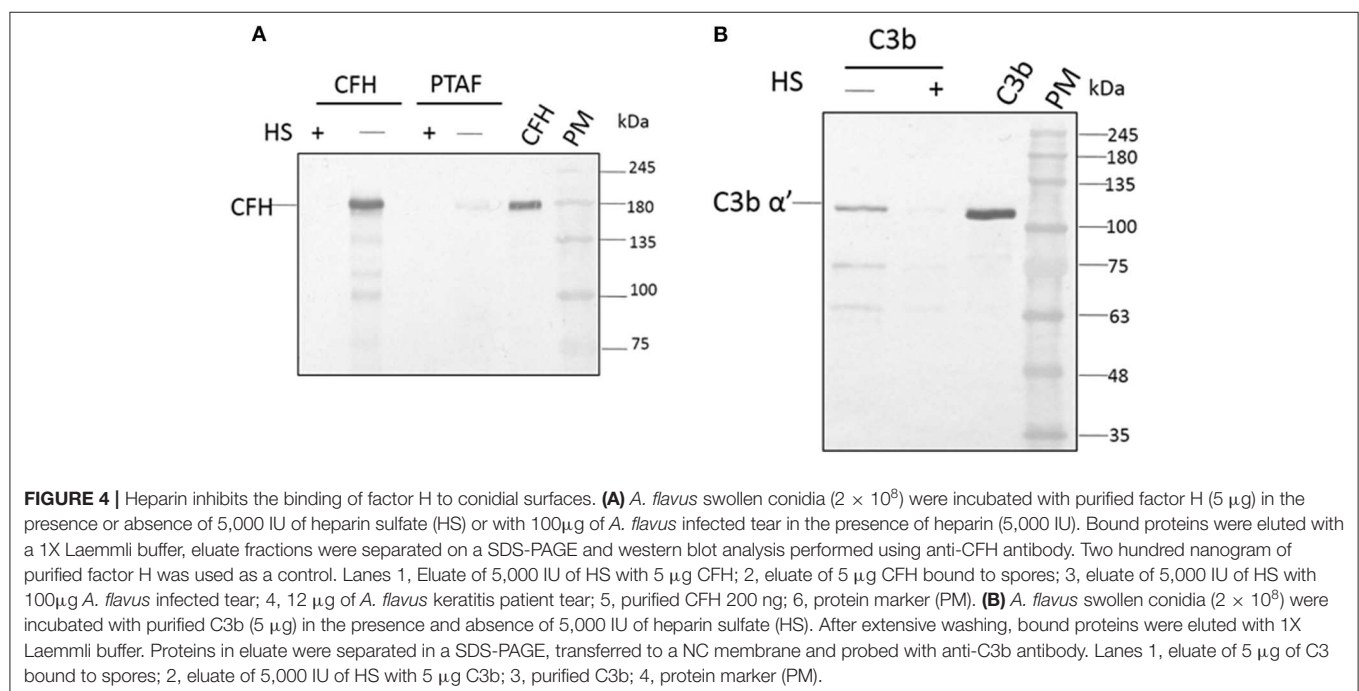 A
CFH PTAF
HS + — + — CFH PM kDa
245
CFH 180
135
100
75
B
C3b
HS — + C3b PM kDa
245
180
135
C3b α’
100
75
63
48
35
FIGURE 4 | Heparin inhibits the binding of factor H to conidial surfaces. (A) A. flavus swollen conidia (2 × 10⁸) were incubated with purified factor H (5 μg) in the
presence or absence of 5,000 IU of heparin sulfate (HS) or with 100μg of A. flavus infected tear in the presence of heparin (5,000 IU). Bound proteins were eluted with
a 1X Laemmli buffer, eluate fractions were separated on a SDS-PAGE and western blot analysis performed using anti-CFH antibody. Two hundred nanogram of
purified factor H was used as a control. Lanes 1, Eluate of 5,000 IU of HS with 5 μg CFH; 2, eluate of 5 μg CFH bound to spores; 3, eluate of 5,000 IU of HS with
100μg A. flavus infected tear; 4, 12 μg of A. flavus keratitis patient tear; 5, purified CFH 200 ng; 6, protein marker (PM). (B) A. flavus swollen conidia (2 × 10⁸) were
incubated with purified C3b (5 μg) in the presence and absence of 5,000 IU of heparin sulfate (HS). After extensive washing, bound proteins were eluted with 1X
Laemmli buffer. Proteins in eluate were separated in a SDS-PAGE, transferred to a NC membrane and probed with anti-C3b antibody. Lanes 1, eluate of 5 μg of C3
bound to spores; 2, eluate of 5,000 IU of HS with 5 μg C3b; 3, purified C3b; 4, protein marker (PM).